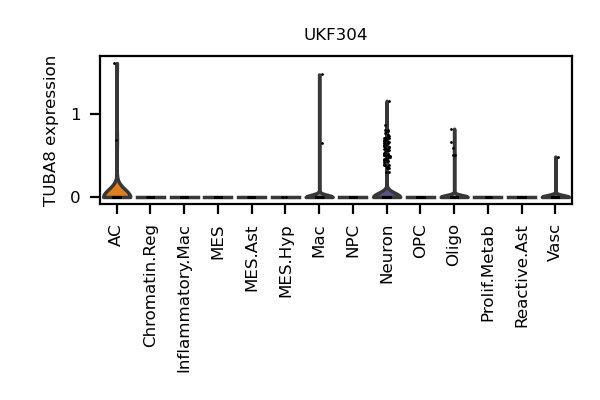 UKF304
TUBA8 expression
1
0
AC
Chromatin.Reg
Inflammatory.Mac
MES
MES.Ast
MES.Hyp
Mac
NPC
Neuron
OPC
Oligo
Prolif.Metab
Reactive.Ast
Vasc